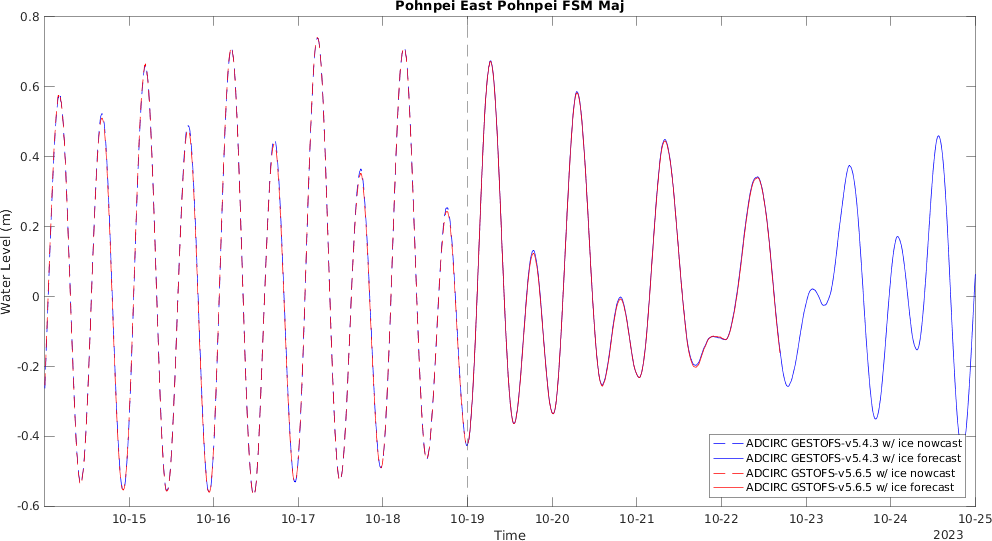 Pohnpei East Pohnpei FSM Maj
Water Level (m)
0.8
0.6
0.4
0.2
0
-0.2
-0.4
-0.6
10-15 10-16 10-17 10-18 10-19 10-20 10-21 10-22 10-23 10-24 10-25
Time
2023
ADCIRC GESTOFS-v5.4.3 w/ ice nowcast
ADCIRC GESTOFS-v5.4.3 w/ ice forecast
ADCIRC GSTOFS-v5.6.5 w/ ice nowcast
ADCIRC GSTOFS-v5.6.5 w/ ice forecast